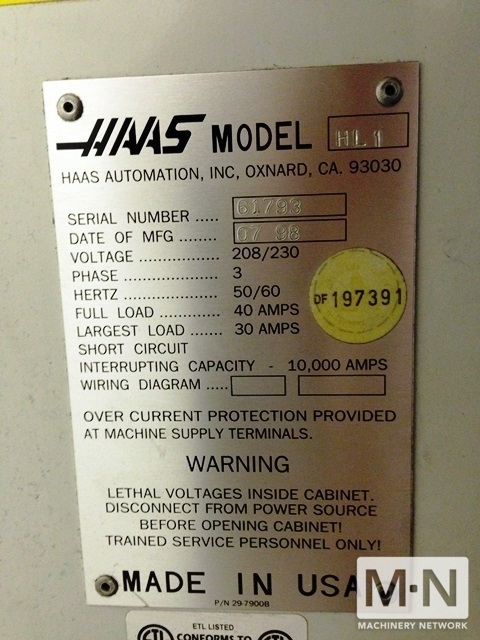 HAAS MODEL HL1
HAAS AUTOMATION, INC, OXNARD, CA. 93030
SERIAL NUMBER ..... 61793
DATE OF MFG ........ 07 98
VOLTAGE ............... 208/230
PHASE .................... 3
HERTZ .................... 50/60
FULL LOAD ............ 40 AMPS
LARGEST LOAD ....... 30 AMPS
SHORT CIRCUIT
INTERRUPTING CAPACITY - 10,000 AMPS
WIRING DIAGRAM .....
DF 197391
OVER CURRENT PROTECTION PROVIDED
AT MACHINE SUPPLY TERMINALS.
WARNING
LETHAL VOLTAGES INSIDE CABINET.
DISCONNECT FROM POWER SOURCE
BEFORE OPENING CABINET!
TRAINED SERVICE PERSONNEL ONLY!
MADE IN USA
P/N 29-7900B
ETL LISTED
CONFORMS TO
M-N
MACHINERY NETWORK